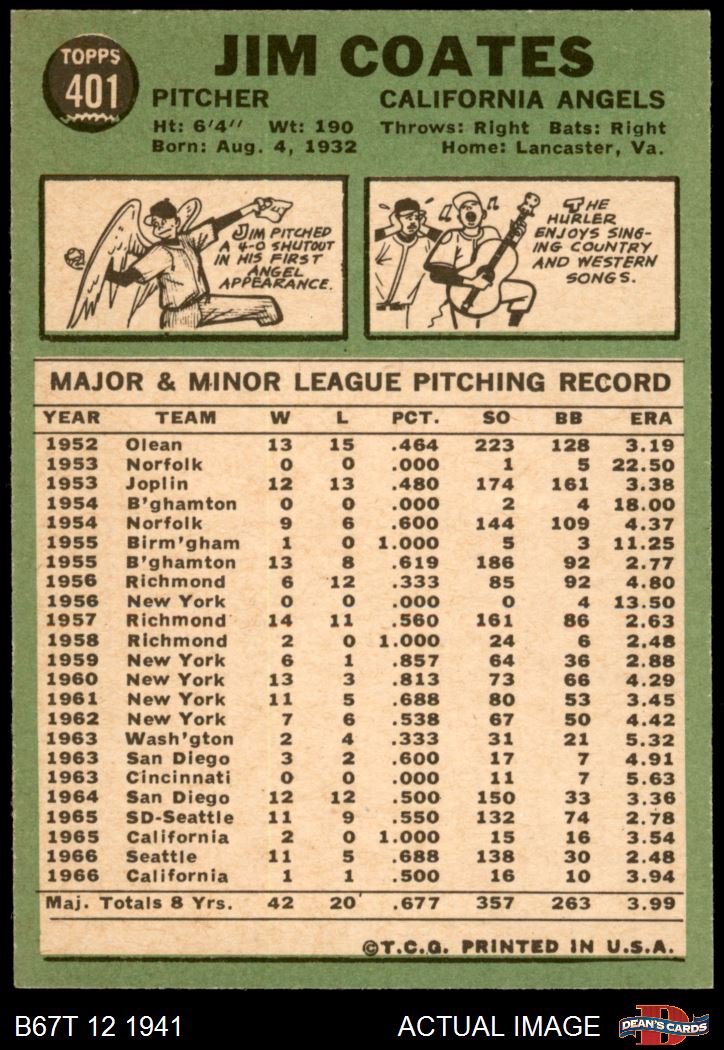 TOPPS
401
JIM COATES
PITCHER CALIFORNIA ANGELS
Ht: 6'4" Wt: 190 Throws: Right Bats: Right
Born: Aug. 4, 1932 Home: Lancaster, Va.
JIM PITCHED
A 4-0 SHUTOUT
IN HIS FIRST
ANGEL
APPEARANCE.
THE
HURLER
ENJOYS SING-
ING COUNTRY
AND WESTERN
SONGS.
MAJOR & MINOR LEAGUE PITCHING RECORD
YEAR TEAM W L PCT. SO BB ERA
1952 Olean 13 15 .464 223 128 3.19
1953 Norfolk 0 0 .000 1 5 22.50
1953 Joplin 12 13 .480 174 161 3.38
1954 B'ghamton 0 0 .000 2 4 18.00
1954 Norfolk 9 6 .600 144 109 4.37
1955 Birm'gham 1 0 1.000 5 3 11.25
1955 B'ghamton 13 8 .619 186 92 2.77
1956 Richmond 6 12 .333 85 92 4.80
1956 New York 0 0 .000 0 4 13.50
1957 Richmond 14 11 .560 161 86 2.63
1958 Richmond 2 0 1.000 24 6 2.48
1959 New York 6 1 .857 64 36 2.88
1960 New York 13 3 .813 73 66 4.29
1961 New York 11 5 .688 80 53 3.45
1962 New York 7 6 .538 67 50 4.42
1963 Wash'gton 2 4 .333 31 21 5.32
1963 San Diego 3 2 .600 17 7 4.91
1963 Cincinnati 0 0 .000 11 7 5.63
1964 San Diego 12 12 .500 150 33 3.36
1965 SD-Seattle 11 9 .550 132 74 2.78
1965 California 2 0 1.000 15 16 3.54
1966 Seattle 11 5 .688 138 30 2.48
1966 California 1 1 .500 16 10 3.94
Maj. Totals 8 Yrs. 42 20 .677 357 263 3.99
©T.C.G. PRINTED IN U.S.A.
B67T 12 1941 ACTUAL IMAGE
D
DEAN'S CARDS